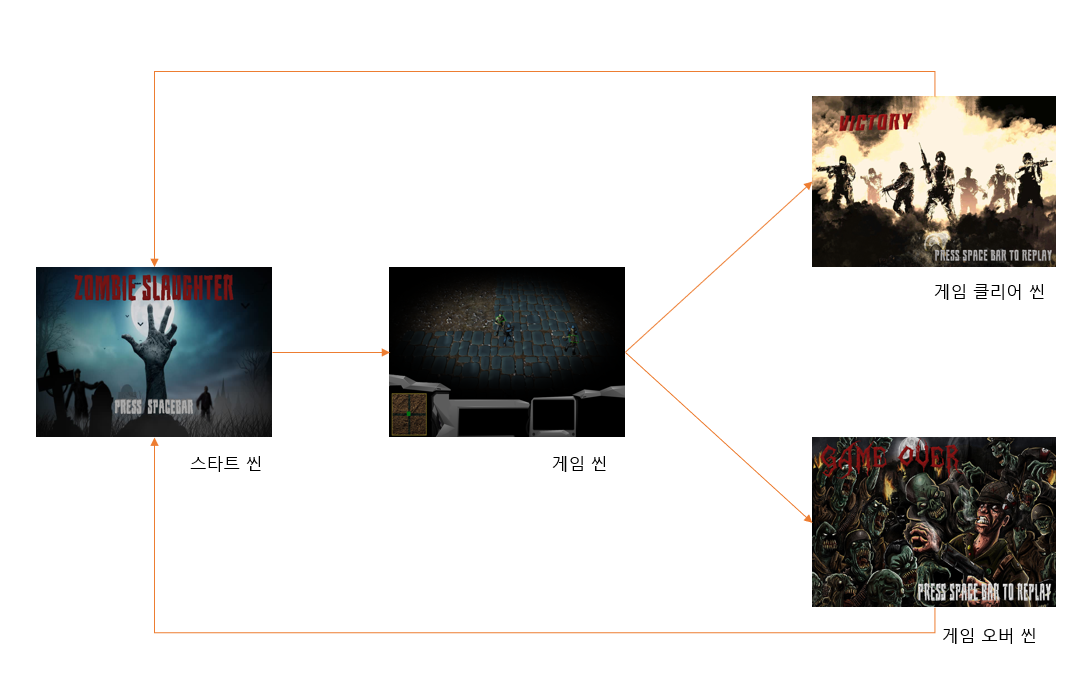 VICTORY
PRESS SPACE BAR TO REPLAY
게임 클리어 씬
ZOMBIE SLAUGHTER
PRESS SPACEBAR
스타트 씬
게임 씬
GAME OVER
PRESS SPACE BAR TO REPLAY
게임 오버 씬